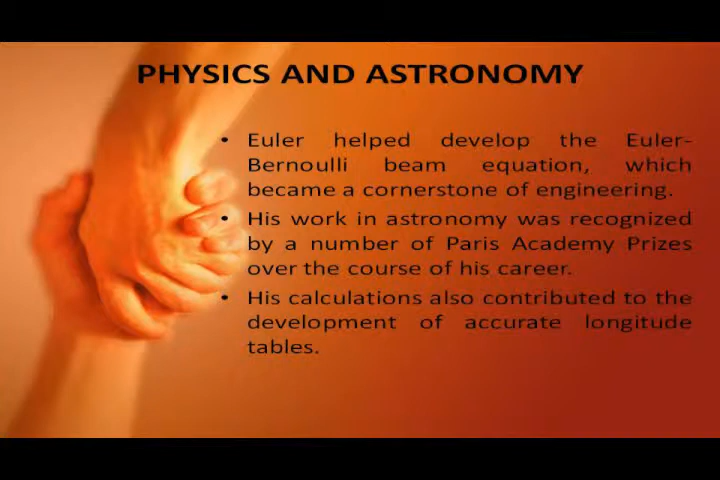 PHYSICS AND ASTRONOMY
• Euler helped develop the Euler-
Bernoulli beam equation, which
became a cornerstone of engineering.
• His work in astronomy was recognized
by a number of Paris Academy Prizes
over the course of his career.
• His calculations also contributed to the
development of accurate longitude
tables.